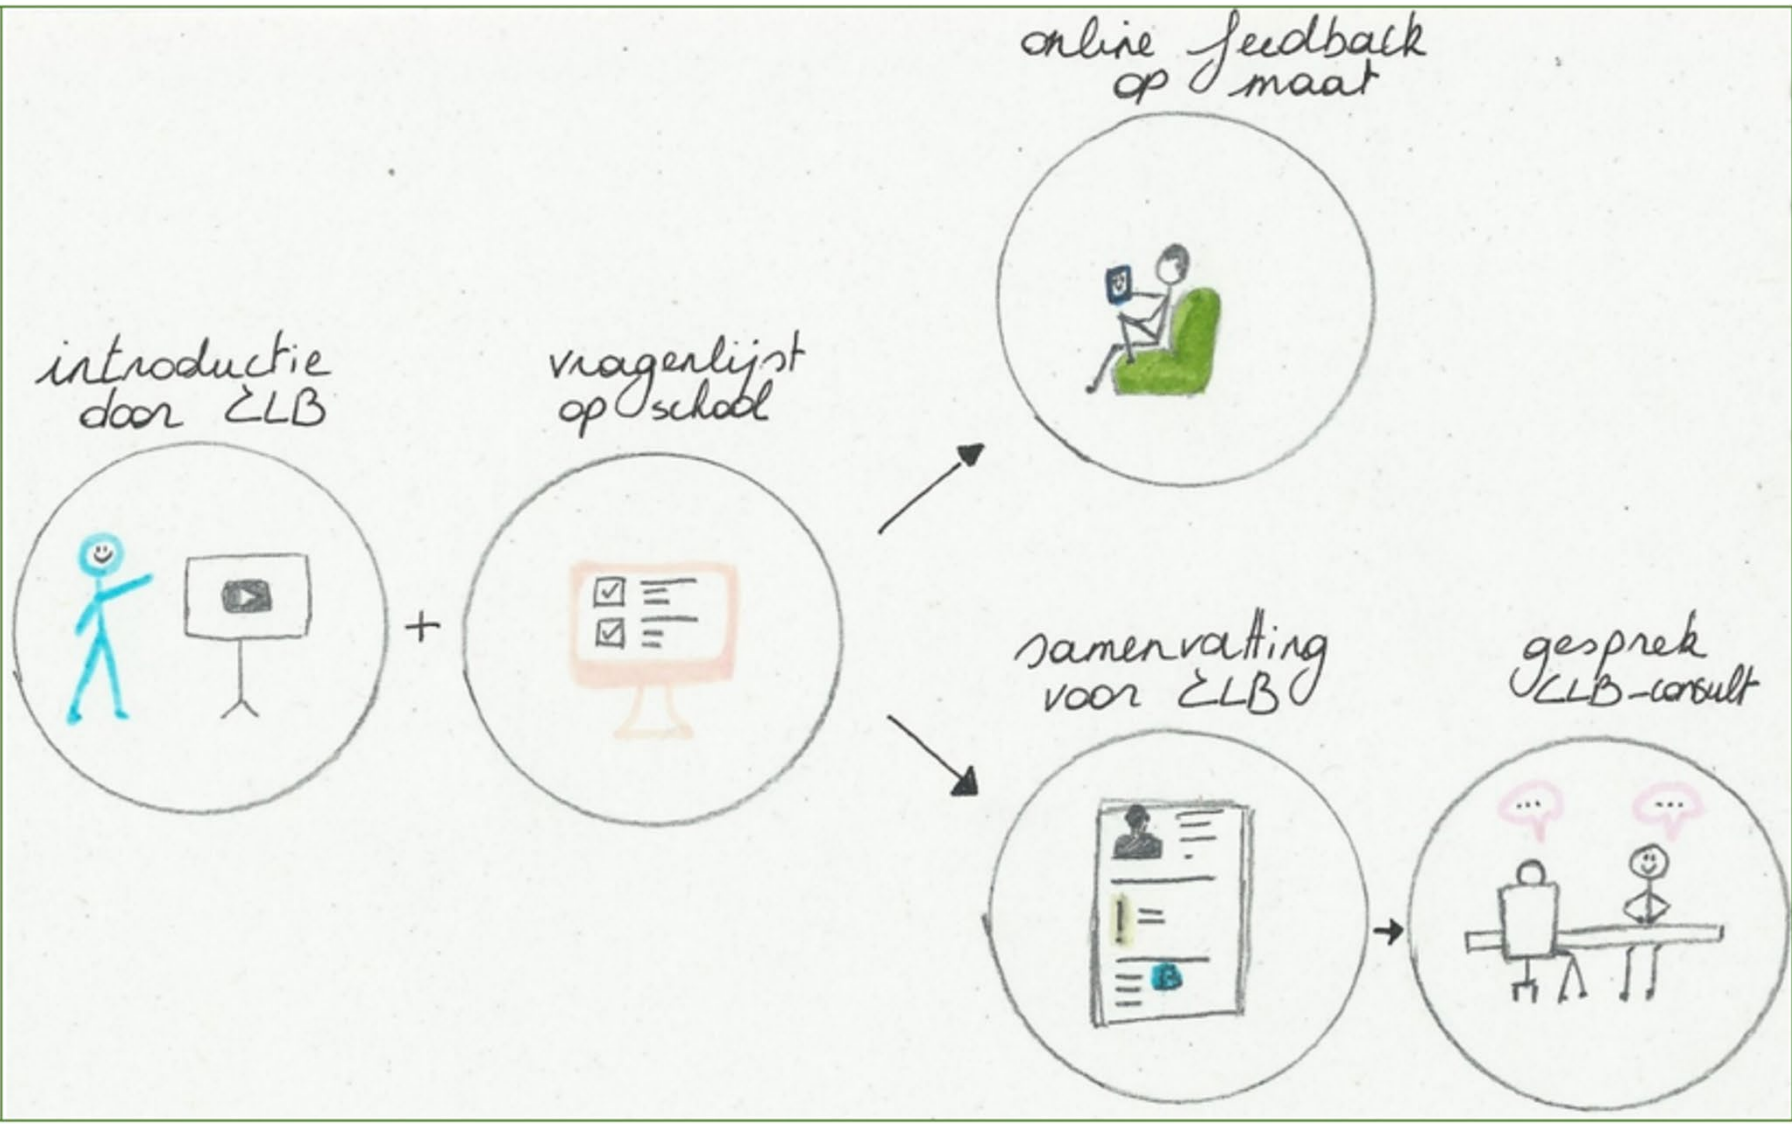 introductie
door CLB
+
vragenlijst
op school
online feedback
op maat
samenvatting
voor CLB
B
gesprek
CLB-consult
...
...